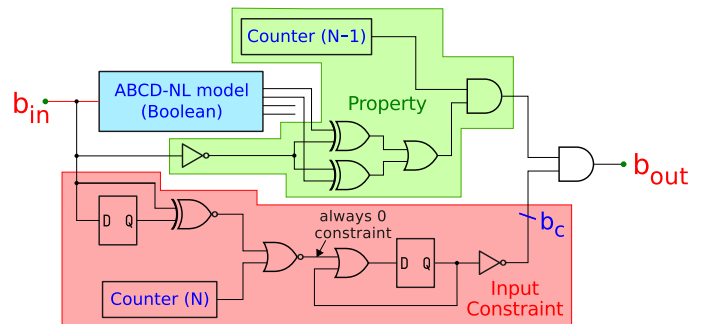 Counter (N-1)
ABCD-NL model
(Boolean)
Property
b_in
b_out
always 0
constraint
b_c
D Q
D Q
Counter (N)
Input
Constraint